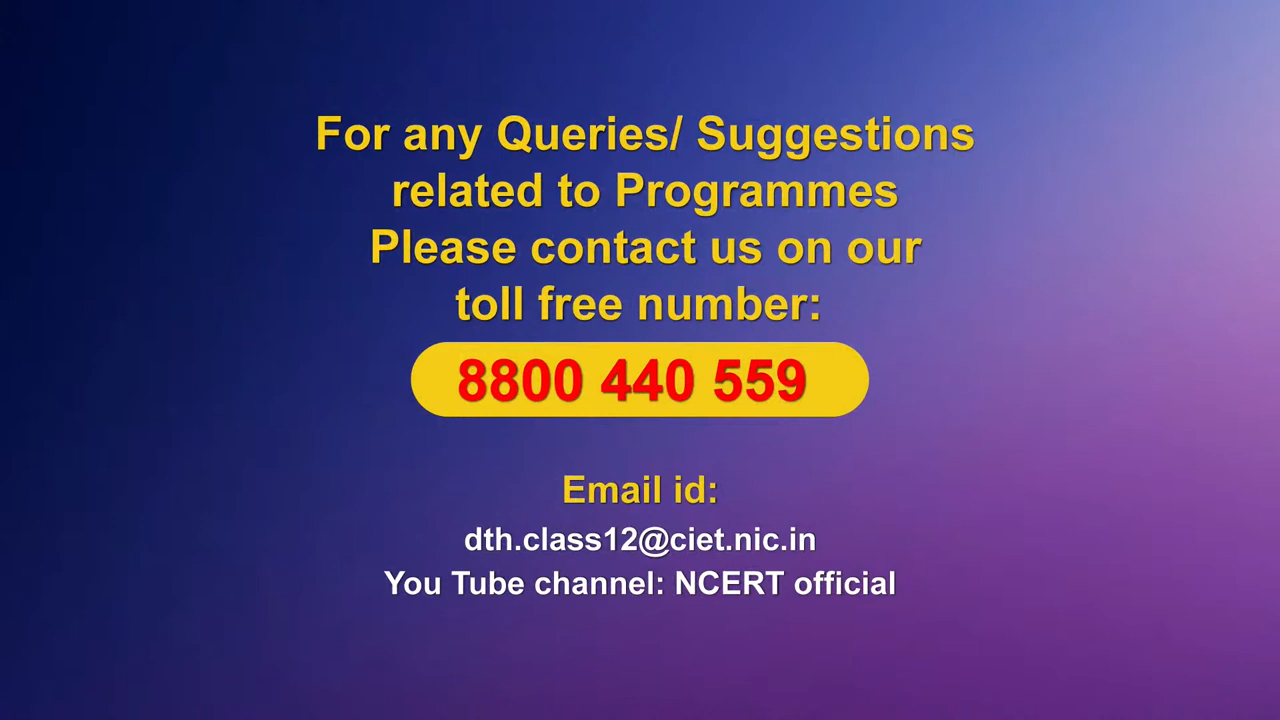 For any Queries/ Suggestions
related to Programmes
Please contact us on our
toll free number:
8800 440 559
Email id:
dth.class12@ciet.nic.in
You Tube channel: NCERT official